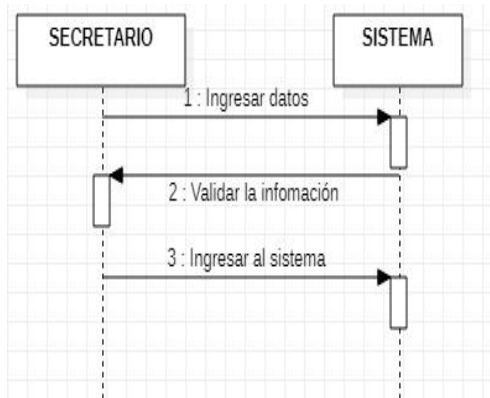 SECRETARIO
SISTEMA
1 : Ingresar datos
2 : Validar la infomación
3 : Ingresar al sistema